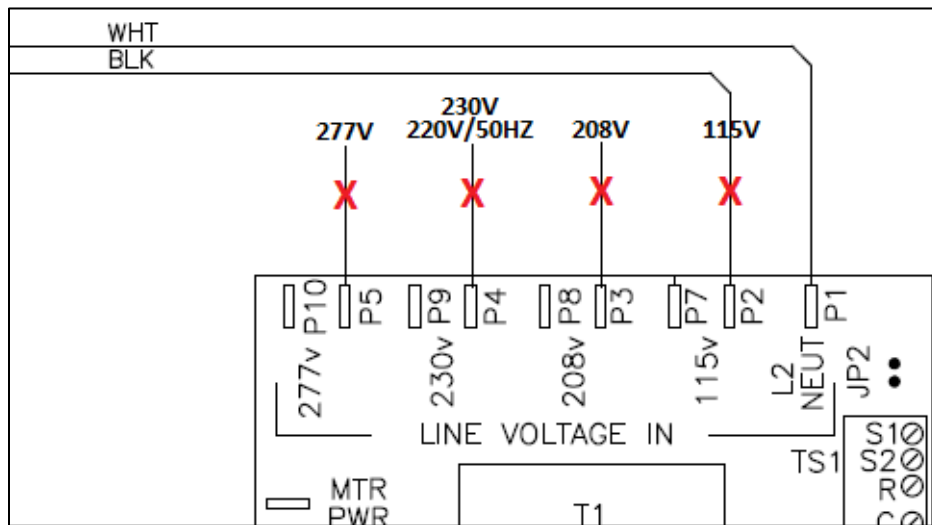 WHT
BLK
230V
277V 220V/50HZ 208V 115V
X X X X
P10 P5 P9 P4 P8 P3 P7 P2 P1
277v 230v 208v 115v L2 NEUT JP2
LINE VOLTAGE IN
S1
TS1 S2
R
MTR
PWR T1 C